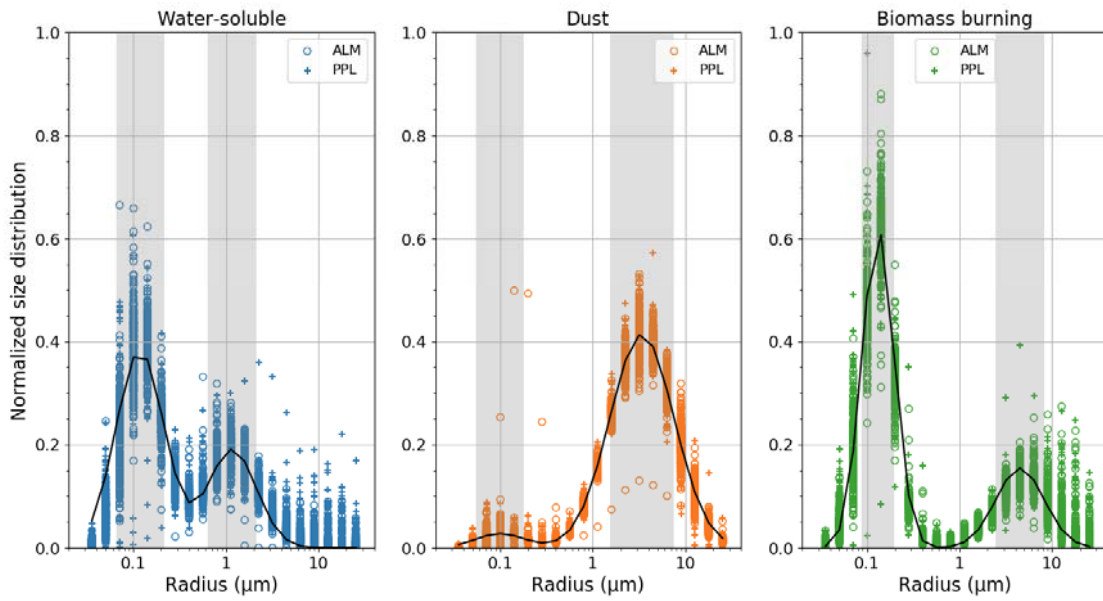 Water-soluble
Dust
Biomass burning
Normalized size distribution
1.0
0.8
0.6
0.4
0.2
0.0
ALM
PPL
0.1
1
10
Radius (μm)
1.0
0.8
0.6
0.4
0.2
0.0
ALM
PPL
0.1
1
10
Radius (μm)
1.0
0.8
0.6
0.4
0.2
0.0
ALM
PPL
0.1
1
10
Radius (μm)